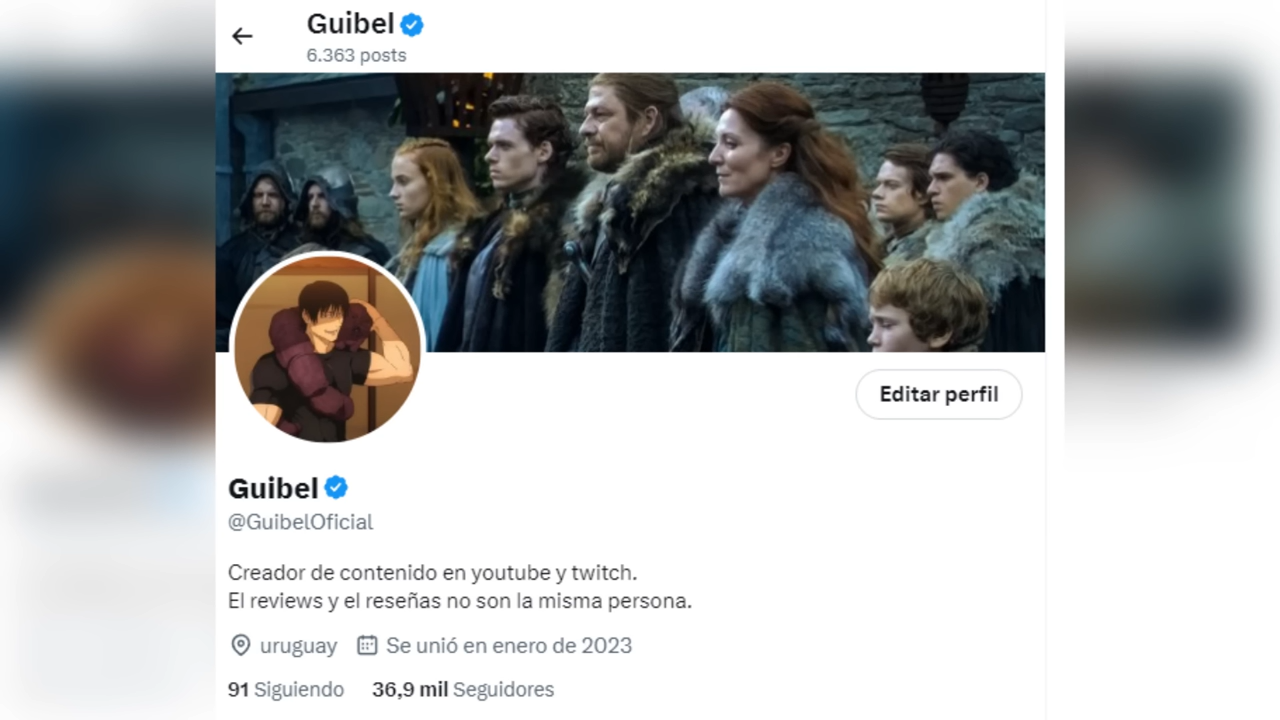 Guibel
6.363 posts
Editar perfil
Guibel
@GuibelOficial
Creador de contenido en youtube y twitch.
El reviews y el reseñas no son la misma persona.
uruguay Se unió en enero de 2023
91 Siguiendo 36,9 mil Seguidores